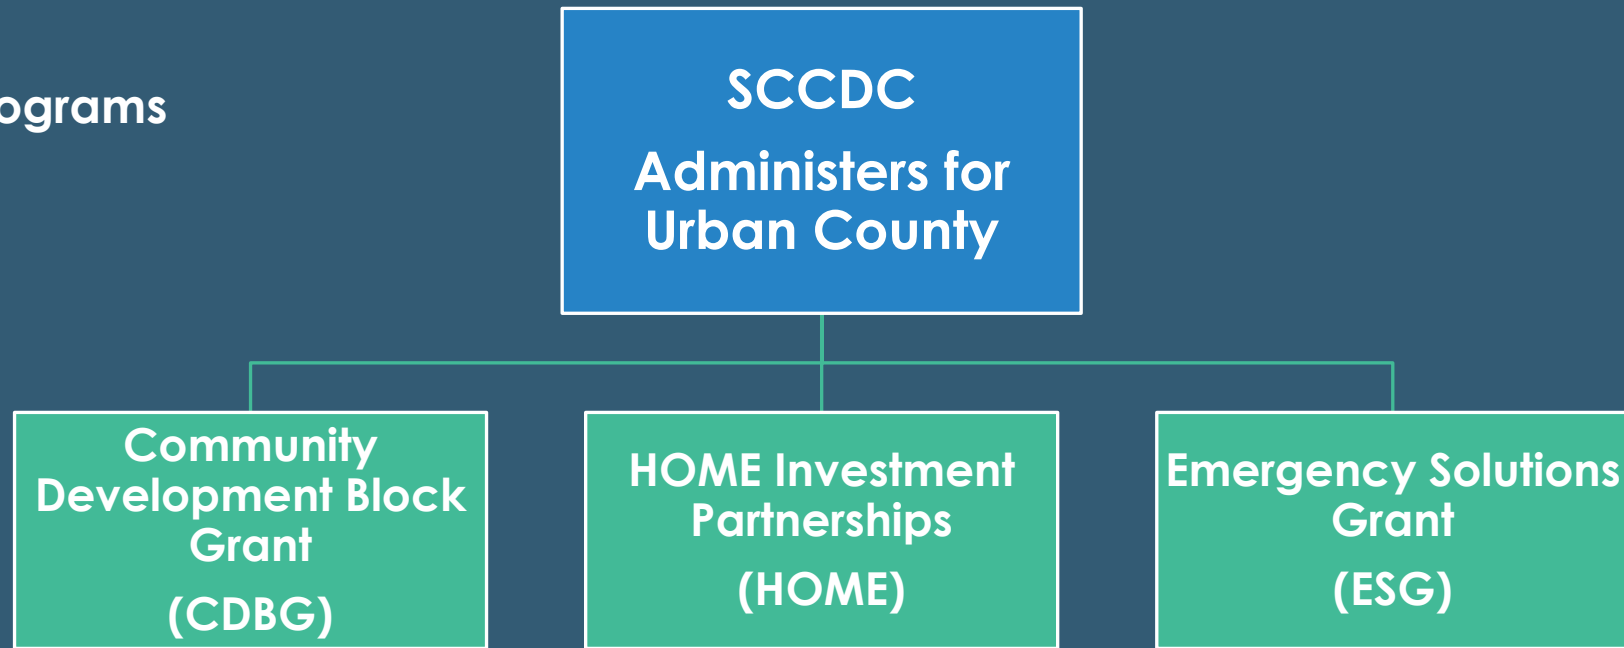 ograms
SCCDC
Administers for
Urban County
Community
Development Block
Grant
(CDBG)
HOME Investment
Partnerships
(HOME)
Emergency Solutions
Grant
(ESG)